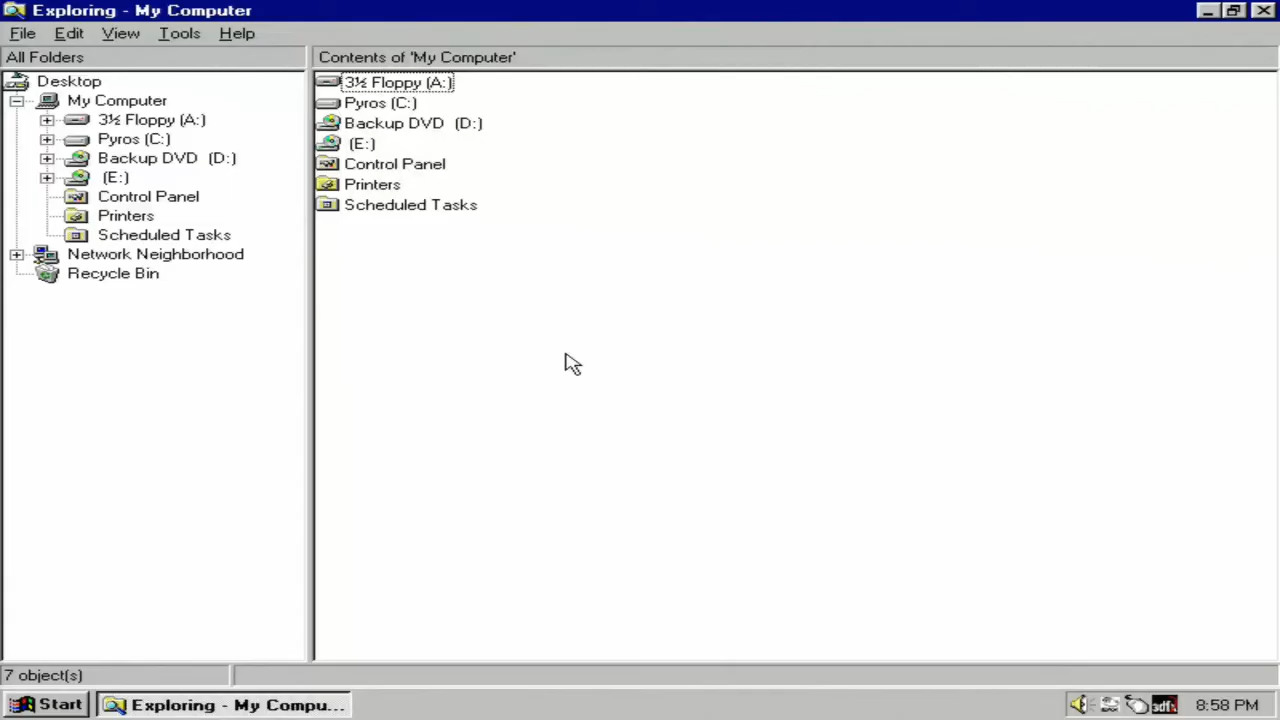 Exploring - My Computer
File Edit View Tools Help
All Folders
Contents of 'My Computer'
Desktop
My Computer
3½ Floppy (A:)
Pyros (C:)
Backup DVD (D:)
(E:)
Control Panel
Printers
Scheduled Tasks
Network Neighborhood
Recycle Bin
3½ Floppy (A:)
Pyros (C:)
Backup DVD (D:)
(E:)
Control Panel
Printers
Scheduled Tasks
7 object(s)
Start
Exploring - My Compu...
3dfx
8:58 PM